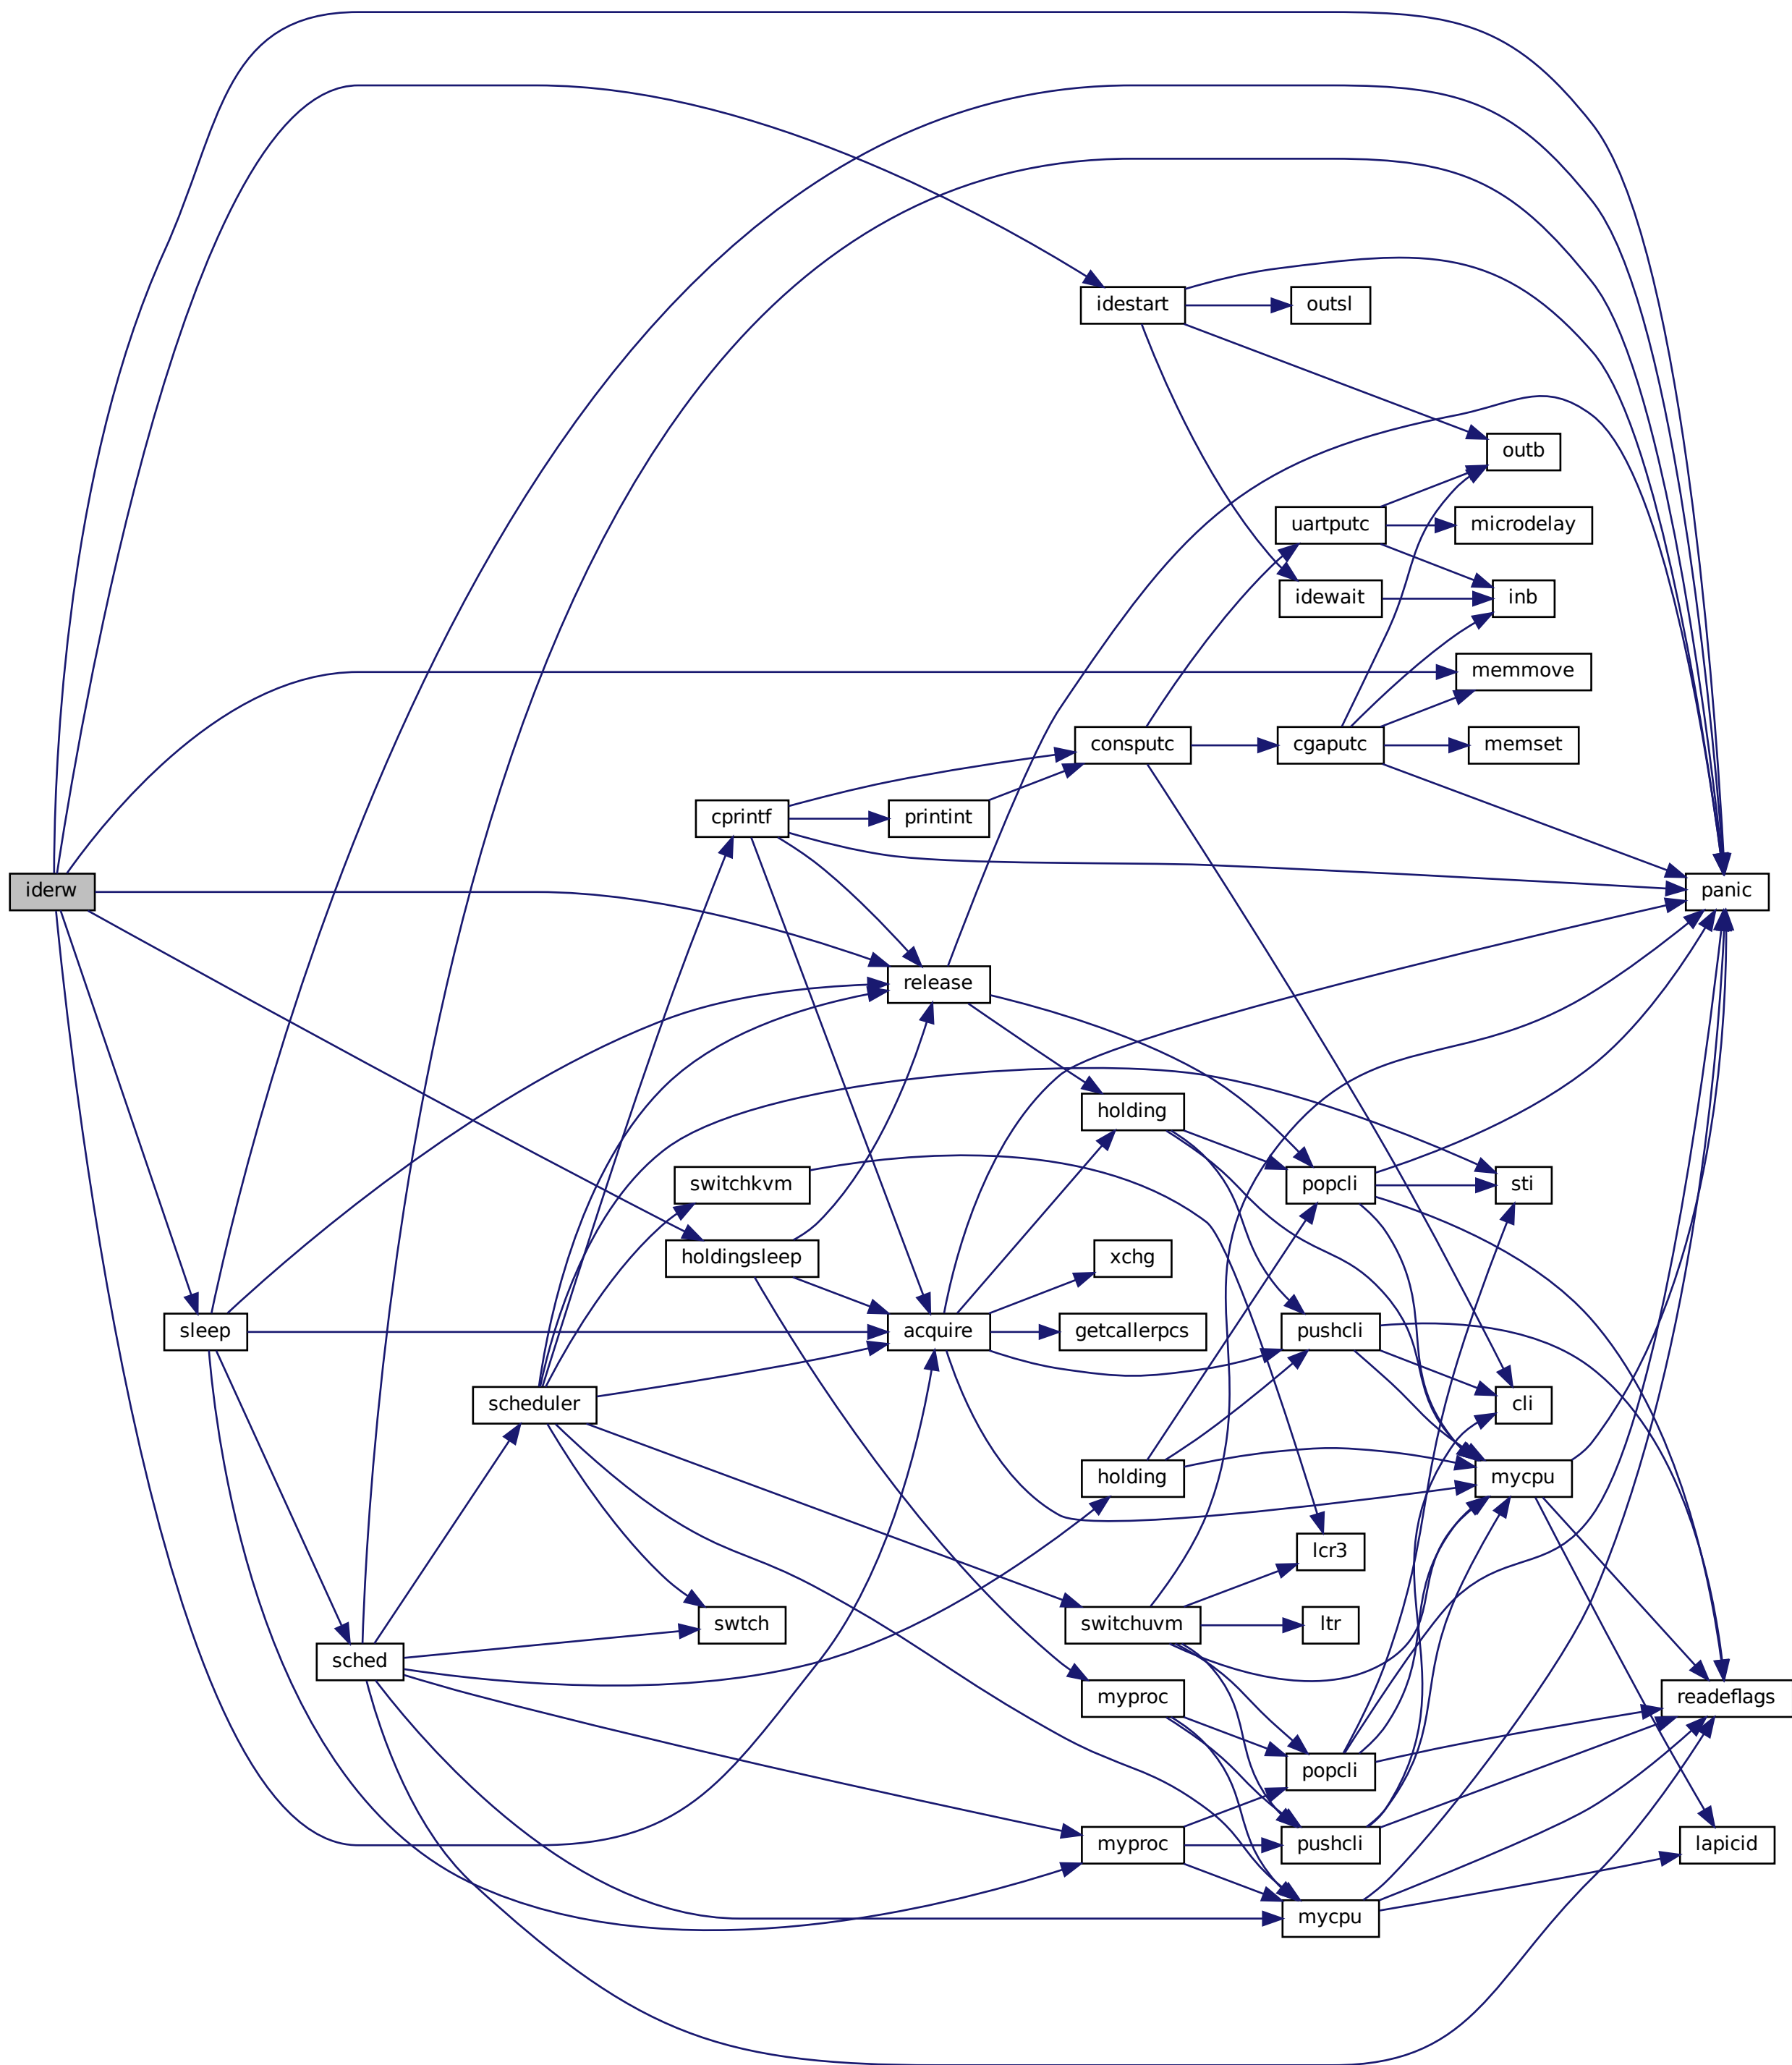 idestart
outsl
outb
uartputc
microdelay
idewait
inb
memmove
consputc
cgaputc
memset
cprintf
printint
iderw
panic
release
holding
switchkvm
popcli
sti
holdingsleep
xchg
sleep
acquire
getcallerpcs
pushcli
scheduler
cli
holding
mycpu
lcr3
swtch
switchuvm
ltr
sched
myproc
readeflags
popcli
myproc
pushcli
lapicid
mycpu